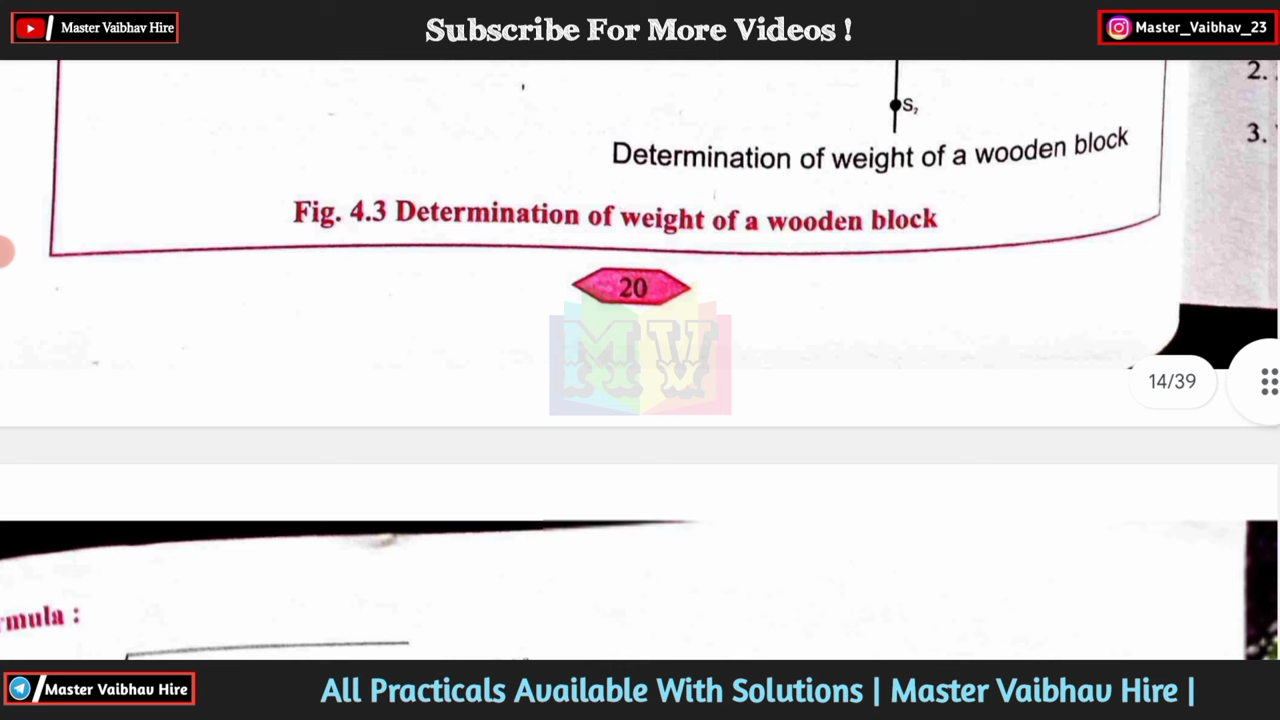 Master Vaibhav Hire
Subscribe For More Videos !
Master_Vaibhav_23
2.
3.
S₂
Determination of weight of a wooden block
Fig. 4.3 Determination of weight of a wooden block
20
MV
14/39
rmula :
Master Vaibhav Hire
All Practicals Available With Solutions | Master Vaibhav Hire |